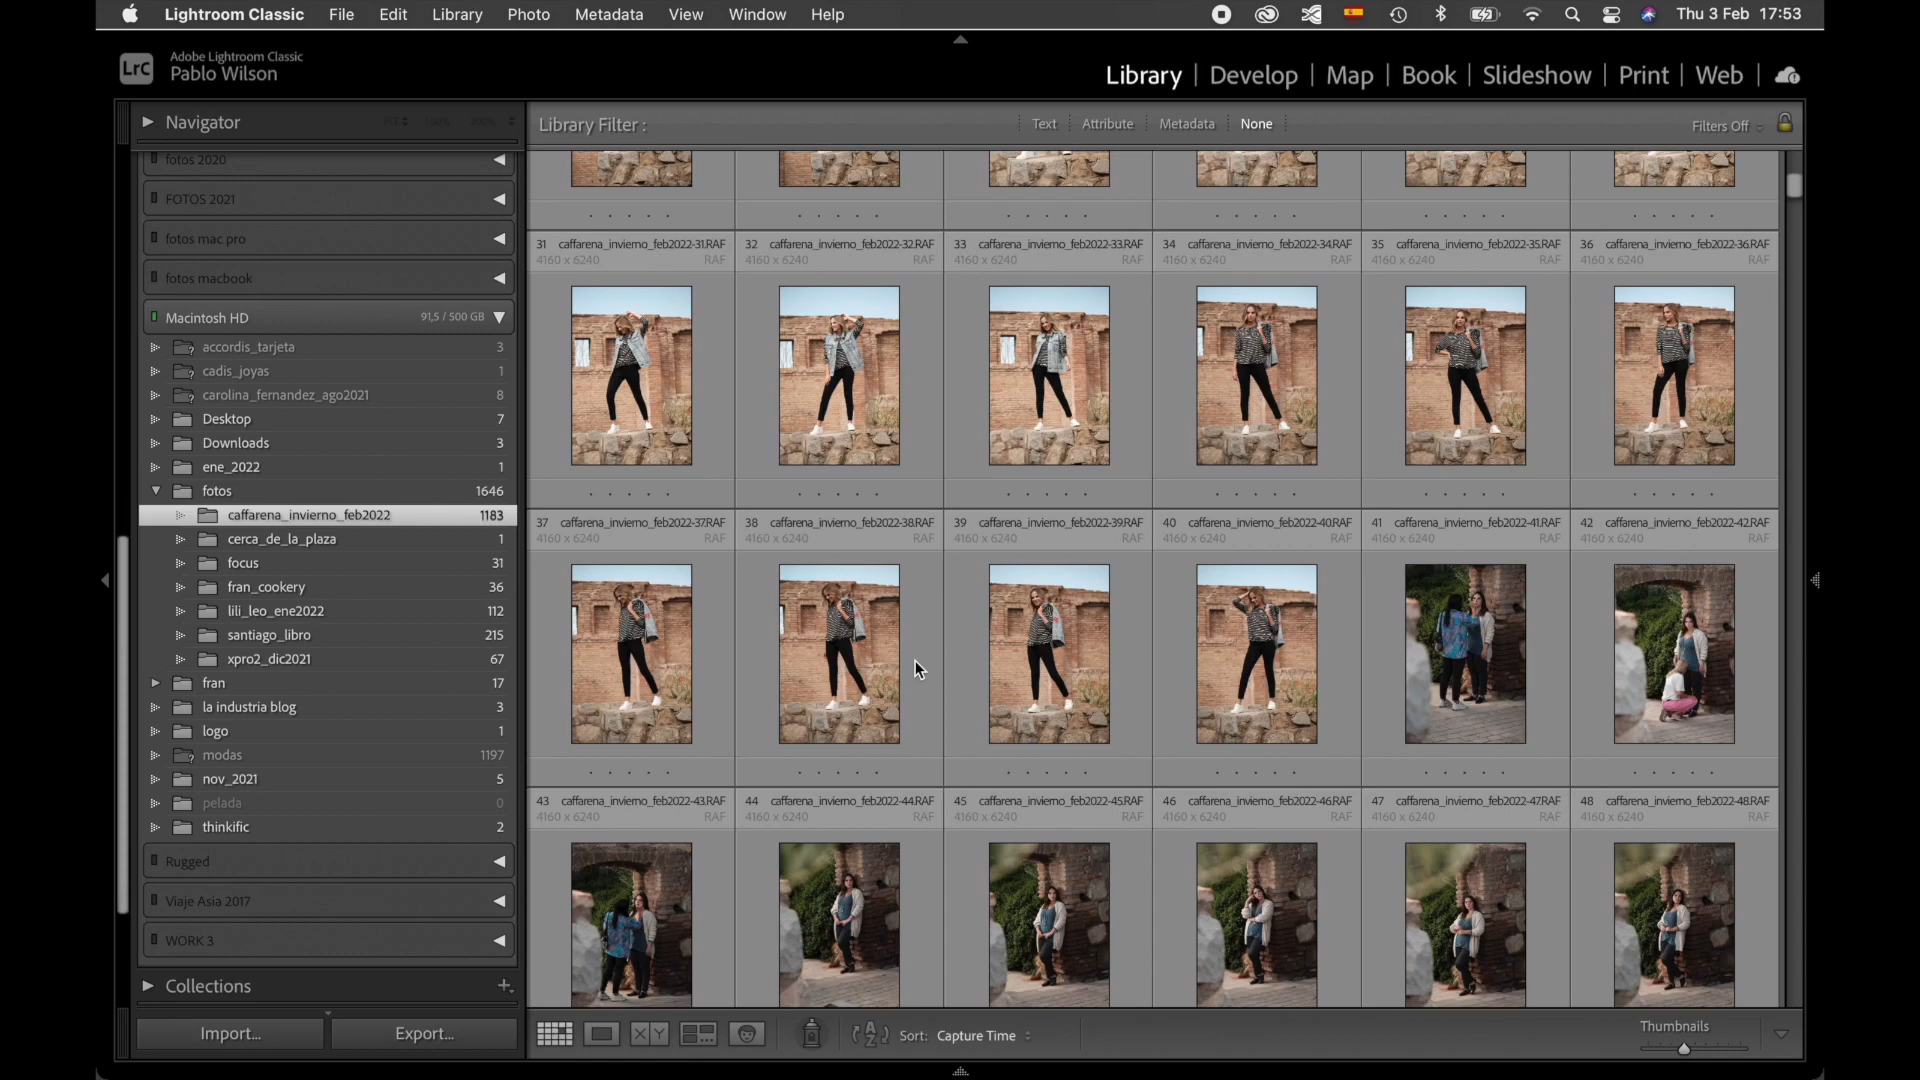 Lightroom Classic File Edit Library Photo Metadata View Window Help Thu 3 Feb 17:53
LrC Adobe Lightroom Classic
Pablo Wilson
Library | Develop | Map | Book | Slideshow | Print | Web
Navigator FIT 100% 300%
Library Filter : Text Attribute Metadata None Filters Off
fotos 2020
FOTOS 2021
fotos mac pro
fotos macbook
Macintosh HD 91,5 / 500 GB
accordis_tarjeta 3
cadis_joyas 1
carolina_fernandez_ago2021 8
Desktop 7
Downloads 3
ene_2022 1
fotos 1646
caffarena_invierno_feb2022 1183
cerca_de_la_plaza 1
focus 31
fran_cookery 36
lili_leo_ene2022 112
santiago_libro 215
xpro2_dic2021 67
fran 17
la industria blog 3
logo 1
modas 1197
nov_2021 5
pelada 0
thinkific 2
Rugged
Viaje Asia 2017
WORK 3
Collections
Import... Export...
31 caffarena_invierno_feb2022-31.RAF 32 caffarena_invierno_feb2022-32.RAF 33 caffarena_invierno_feb2022-33.RAF 34 caffarena_invierno_feb2022-34.RAF 35 caffarena_invierno_feb2022-35.RAF 36 caffarena_invierno_feb2022-36.RAF
4160 x 6240 RAF 4160 x 6240 RAF 4160 x 6240 RAF 4160 x 6240 RAF 4160 x 6240 RAF 4160 x 6240 RAF
37 caffarena_invierno_feb2022-37.RAF 38 caffarena_invierno_feb2022-38.RAF 39 caffarena_invierno_feb2022-39.RAF 40 caffarena_invierno_feb2022-40.RAF 41 caffarena_invierno_feb2022-41.RAF 42 caffarena_invierno_feb2022-42.RAF
4160 x 6240 RAF 4160 x 6240 RAF 4160 x 6240 RAF 4160 x 6240 RAF 4160 x 6240 RAF 4160 x 6240 RAF
43 caffarena_invierno_feb2022-43.RAF 44 caffarena_invierno_feb2022-44.RAF 45 caffarena_invierno_feb2022-45.RAF 46 caffarena_invierno_feb2022-46.RAF 47 caffarena_invierno_feb2022-47.RAF 48 caffarena_invierno_feb2022-48.RAF
4160 x 6240 RAF 4160 x 6240 RAF 4160 x 6240 RAF 4160 x 6240 RAF 4160 x 6240 RAF 4160 x 6240 RAF
X Y A Z Sort: Capture Time Thumbnails